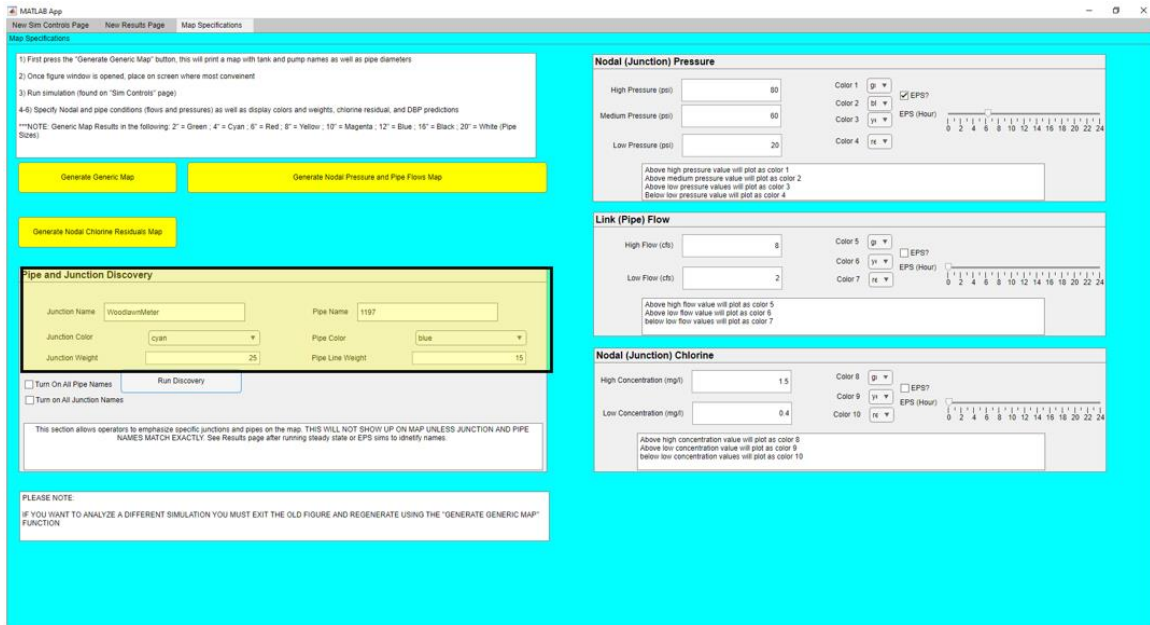 MATLAB App
New Sim Controls Page New Results Page Map Specifications
Map Specifications
1) First press the "Generate Generic Map" button, this will print a map with tank and pump names as well as pipe diameters
2) Once figure window is opened, place on screen where most conveinent
3) Run simulation (found on "Sim Controls" page)
4-6) Specify Nodal and pipe conditions (flows and pressures) as well as display colors and weights, chlorine residual, and DBP predictions
***NOTE: Generic Map Results in the following: 2" = Green ; 4" = Cyan ; 6" = Red ; 8" = Yellow ; 10" = Magenta ; 12" = Blue ; 16" = Black ; 20" = White (Pipe
Sizes)
Generate Generic Map
Generate Nodal Pressure and Pipe Flows Map
Generate Nodal Chlorine Residuals Map
Pipe and Junction Discovery
Junction Name WoodlawnMeter Pipe Name 1197
Junction Color cyan Pipe Color blue
Junction Weight 25 Pipe Line Weight 15
Turn On All Pipe Names Run Discovery
Turn on All Junction Names
This section allows operators to emphasize specific junctions and pipes on the map. THIS WILL NOT SHOW UP ON MAP UNLESS JUNCTION AND PIPE
NAMES MATCH EXACTLY. See Results page after running steady state or EPS sims to idnetify names.
PLEASE NOTE:
IF YOU WANT TO ANALYZE A DIFFERENT SIMULATION YOU MUST EXIT THE OLD FIGURE AND REGENERATE USING THE "GENERATE GENERIC MAP"
FUNCTION
Nodal (Junction) Pressure
High Pressure (psi) 80 Color 1 EPS?
Medium Pressure (psi) 60 Color 2
Color 3 EPS (Hour) 0 2 4 6 8 10 12 14 16 18 20 22 24
Low Pressure (psi) 20 Color 4
Above high pressure value will plot as color 1
Above medium pressure value will plot as color 2
Above low pressure values will plot as color 3
Below low pressure value will plot as color 4
Link (Pipe) Flow
High Flow (cfs) 8 Color 5 EPS?
Color 6 EPS (Hour) 0 2 4 6 8 10 12 14 16 18 20 22 24
Low Flow (cfs) 2 Color 7
Above high flow value will plot as color 5
Above low flow value will plot as color 6
below low flow values will plot as color 7
Nodal (Junction) Chlorine
High Concentration (mg/l) 1.5 Color 8 EPS?
Color 9 EPS (Hour) 0 2 4 6 8 10 12 14 16 18 20 22 24
Low Concentration (mg/l) 0.4 Color 10
Above high concentration value will plot as color 8
Above low concentration value will plot as color 9
below low concentration values will plot as color 10